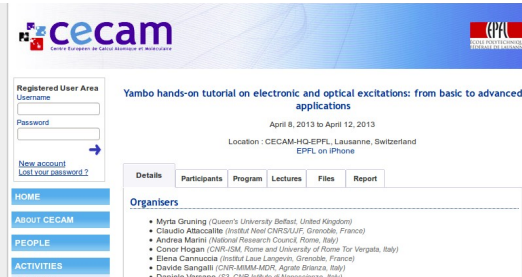 cecam
Centre Européen de Calcul Atomique et Moléculaire
EPFL
ÉCOLE POLYTECHNIQUE
FÉDÉRALE DE LAUSANNE
Registered User Area
Username
Password
New account
Lost your password ?
HOME
ABOUT CECAM
PEOPLE
ACTIVITIES
Yambo hands-on tutorial on electronic and optical excitations: from basic to advanced
applications
April 8, 2013 to April 12, 2013
Location : CECAM-HQ-EPFL, Lausanne, Switzerland
EPFL on iPhone
Details Participants Program Lectures Files Report
Organisers
• Myrta Gruning (Queen's University Belfast, United Kingdom)
• Claudio Attaccalite (Institut Neel CNRS/UJF, Grenoble, France)
• Andrea Marini (National Research Council, Rome, Italy)
• Conor Hogan (CNR-ISM, Rome and University of Rome Tor Vergata, Italy)
• Elena Cannuccia (Institut Laue Langevin, Grenoble, France)
• Davide Sangalli (CNR-MIMM-MDR, Agrate Brianza, Italy)
• Daniele Varsano